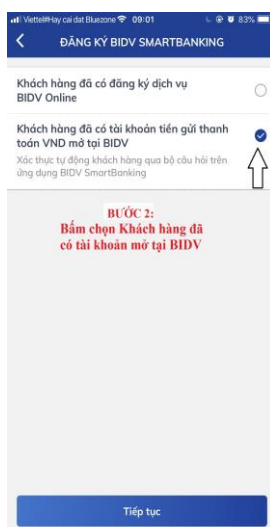 Viettel#Hay cai dat Bluezone 09:01 83%
ĐĂNG KÝ BIDV SMARTBANKING
Khách hàng đã có đăng ký dịch vụ
BIDV Online
Khách hàng đã có tài khoản tiền gửi thanh
toán VND mở tại BIDV
Xác thực tự động khách hàng qua bộ câu hỏi trên
ứng dụng BIDV SmartBanking
BƯỚC 2:
Bấm chọn Khách hàng đã
có tài khoản mở tại BIDV
Tiếp tục